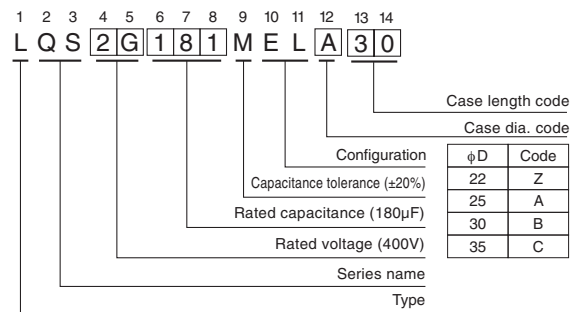 1 2 3 4 5 6 7 8 9 10 11 12 13 14
L Q S 2 G 1 8 1 M E L A 3 0
Case length code
Case dia. code
Configuration
Capacitance tolerance (±20%)
Rated capacitance (180µF)
Rated voltage (400V)
Series name
Type
ϕD Code
22 Z
25 A
30 B
35 C